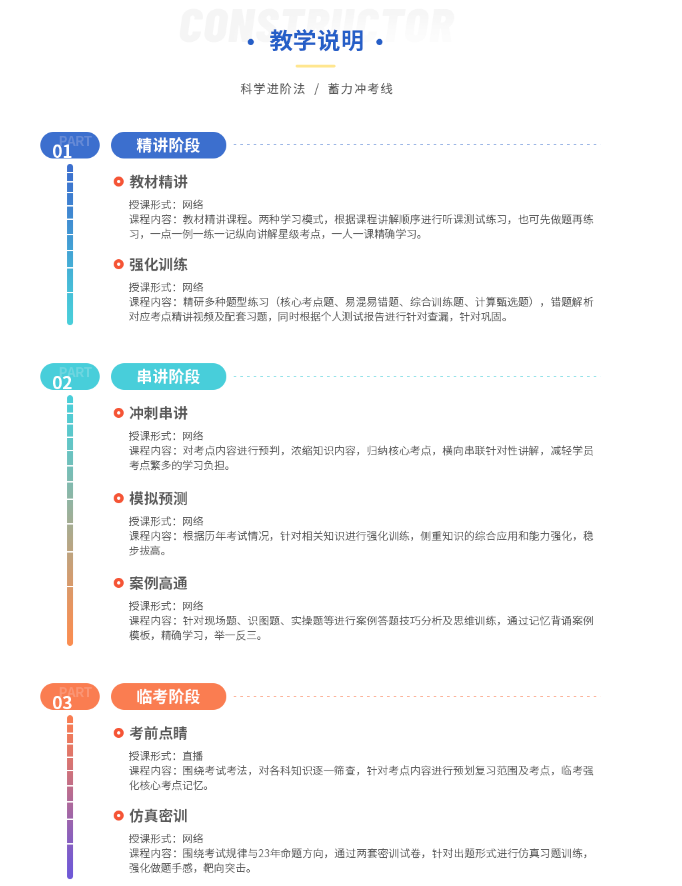 CONSTRUCTOR
• 教学说明 •
科学进阶法 / 蓄力冲考线
PART
01
精讲阶段
教材精讲
授课形式：网络
课程内容：教材精讲课程。两种学习模式，根据课程讲解顺序进行听课测试练习，也可先做题再练
习，一点一例一练一记纵向讲解星级考点，一人一课精确学习。
强化训练
授课形式：网络
课程内容：精研多种题型练习（核心考点题、易混易错题、综合训练题、计算甄选题），错题解析
对应考点精讲视频及配套习题，同时根据个人测试报告进行针对查漏，针对巩固。
PART
02
串讲阶段
冲刺串讲
授课形式：网络
课程内容：对考点内容进行预判，浓缩知识内容，归纳核心考点，横向串联针对性讲解，减轻学员
考点繁多的学习负担。
模拟预测
授课形式：网络
课程内容：根据历年考试情况，针对相关知识进行强化训练，侧重知识的综合应用和能力强化，稳
步拔高。
案例高通
授课形式：网络
课程内容：针对现场题、识图题、实操题等进行案例答题技巧分析及思维训练，通过记忆背诵案例
模板，精确学习，举一反三。
PART
03
临考阶段
考前点睛
授课形式：直播
课程内容：围绕考试考法，对各科知识逐一筛查，针对考点内容进行预划复习范围及考点，临考强
化核心考点记忆。
仿真密训
授课形式：网络
课程内容：围绕考试规律与23年命题方向，通过两套密训试卷，针对出题形式进行仿真习题训练，
强化做题手感，靶向突击。